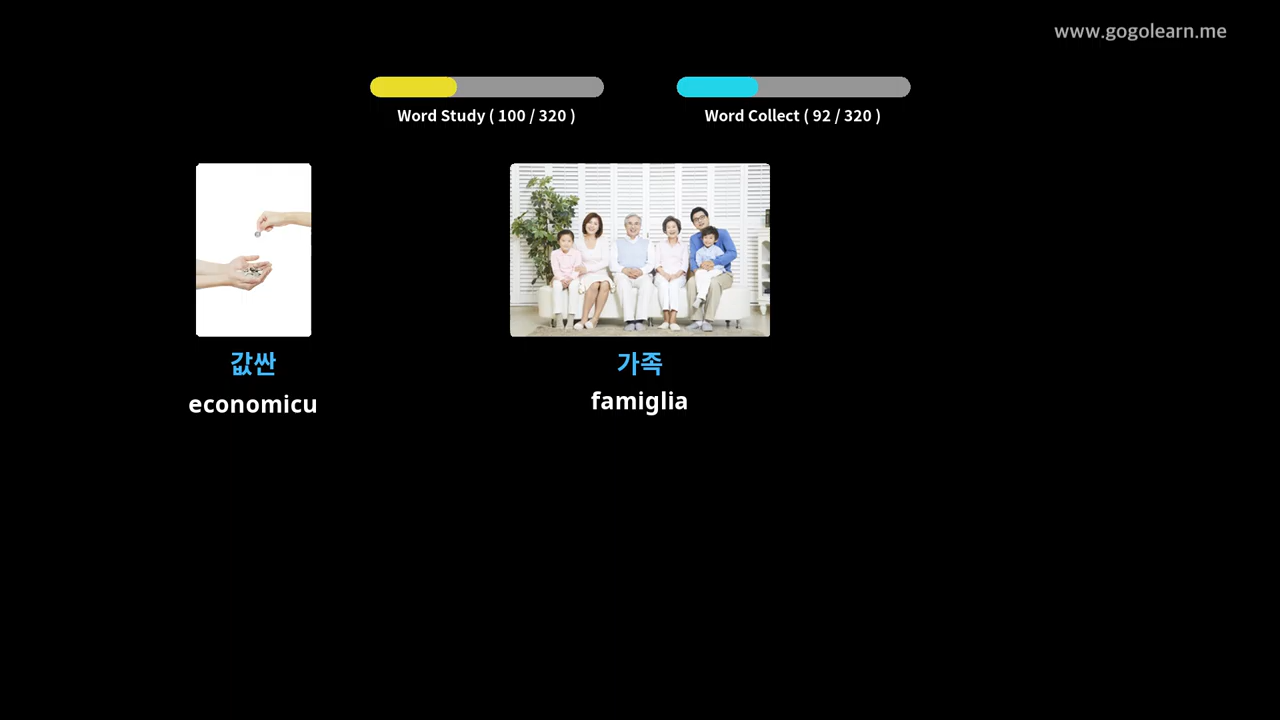 www.gogolearn.me
Word Study ( 100 / 320 )
Word Collect ( 92 / 320 )
값싼
economicu
가족
famiglia